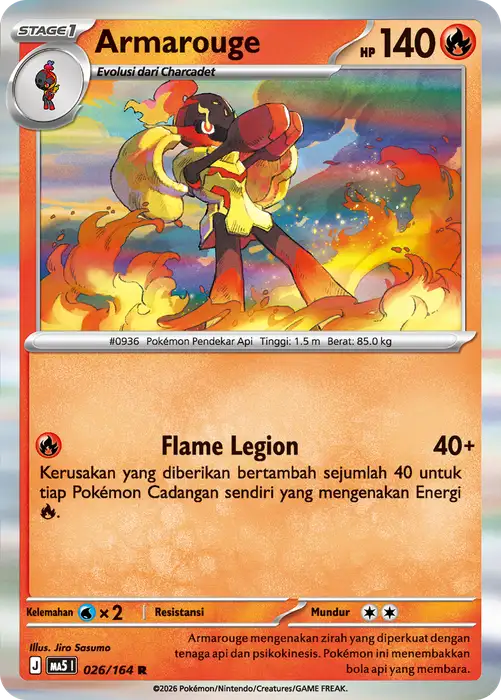 STAGE1
Armarouge
HP 140
Evolusi dari Charcadet
#0936 Pokémon Pendekar Api Tinggi: 1.5 m Berat: 85.0 kg
Flame Legion 40+
Kerusakan yang diberikan bertambah sejumlah 40 untuk
tiap Pokémon Cadangan sendiri yang mengenakan Energi
.
Kelemahan ×2 Resistansi Mundur
Illus. Jiro Sasumo
Armarouge mengenakan zirah yang diperkuat dengan
tenaga api dan psikokinesis. Pokémon ini menembakkan
bola api yang membara.
J MA5 I 026/164 R
©2026 Pokémon/Nintendo/Creatures/GAME FREAK.